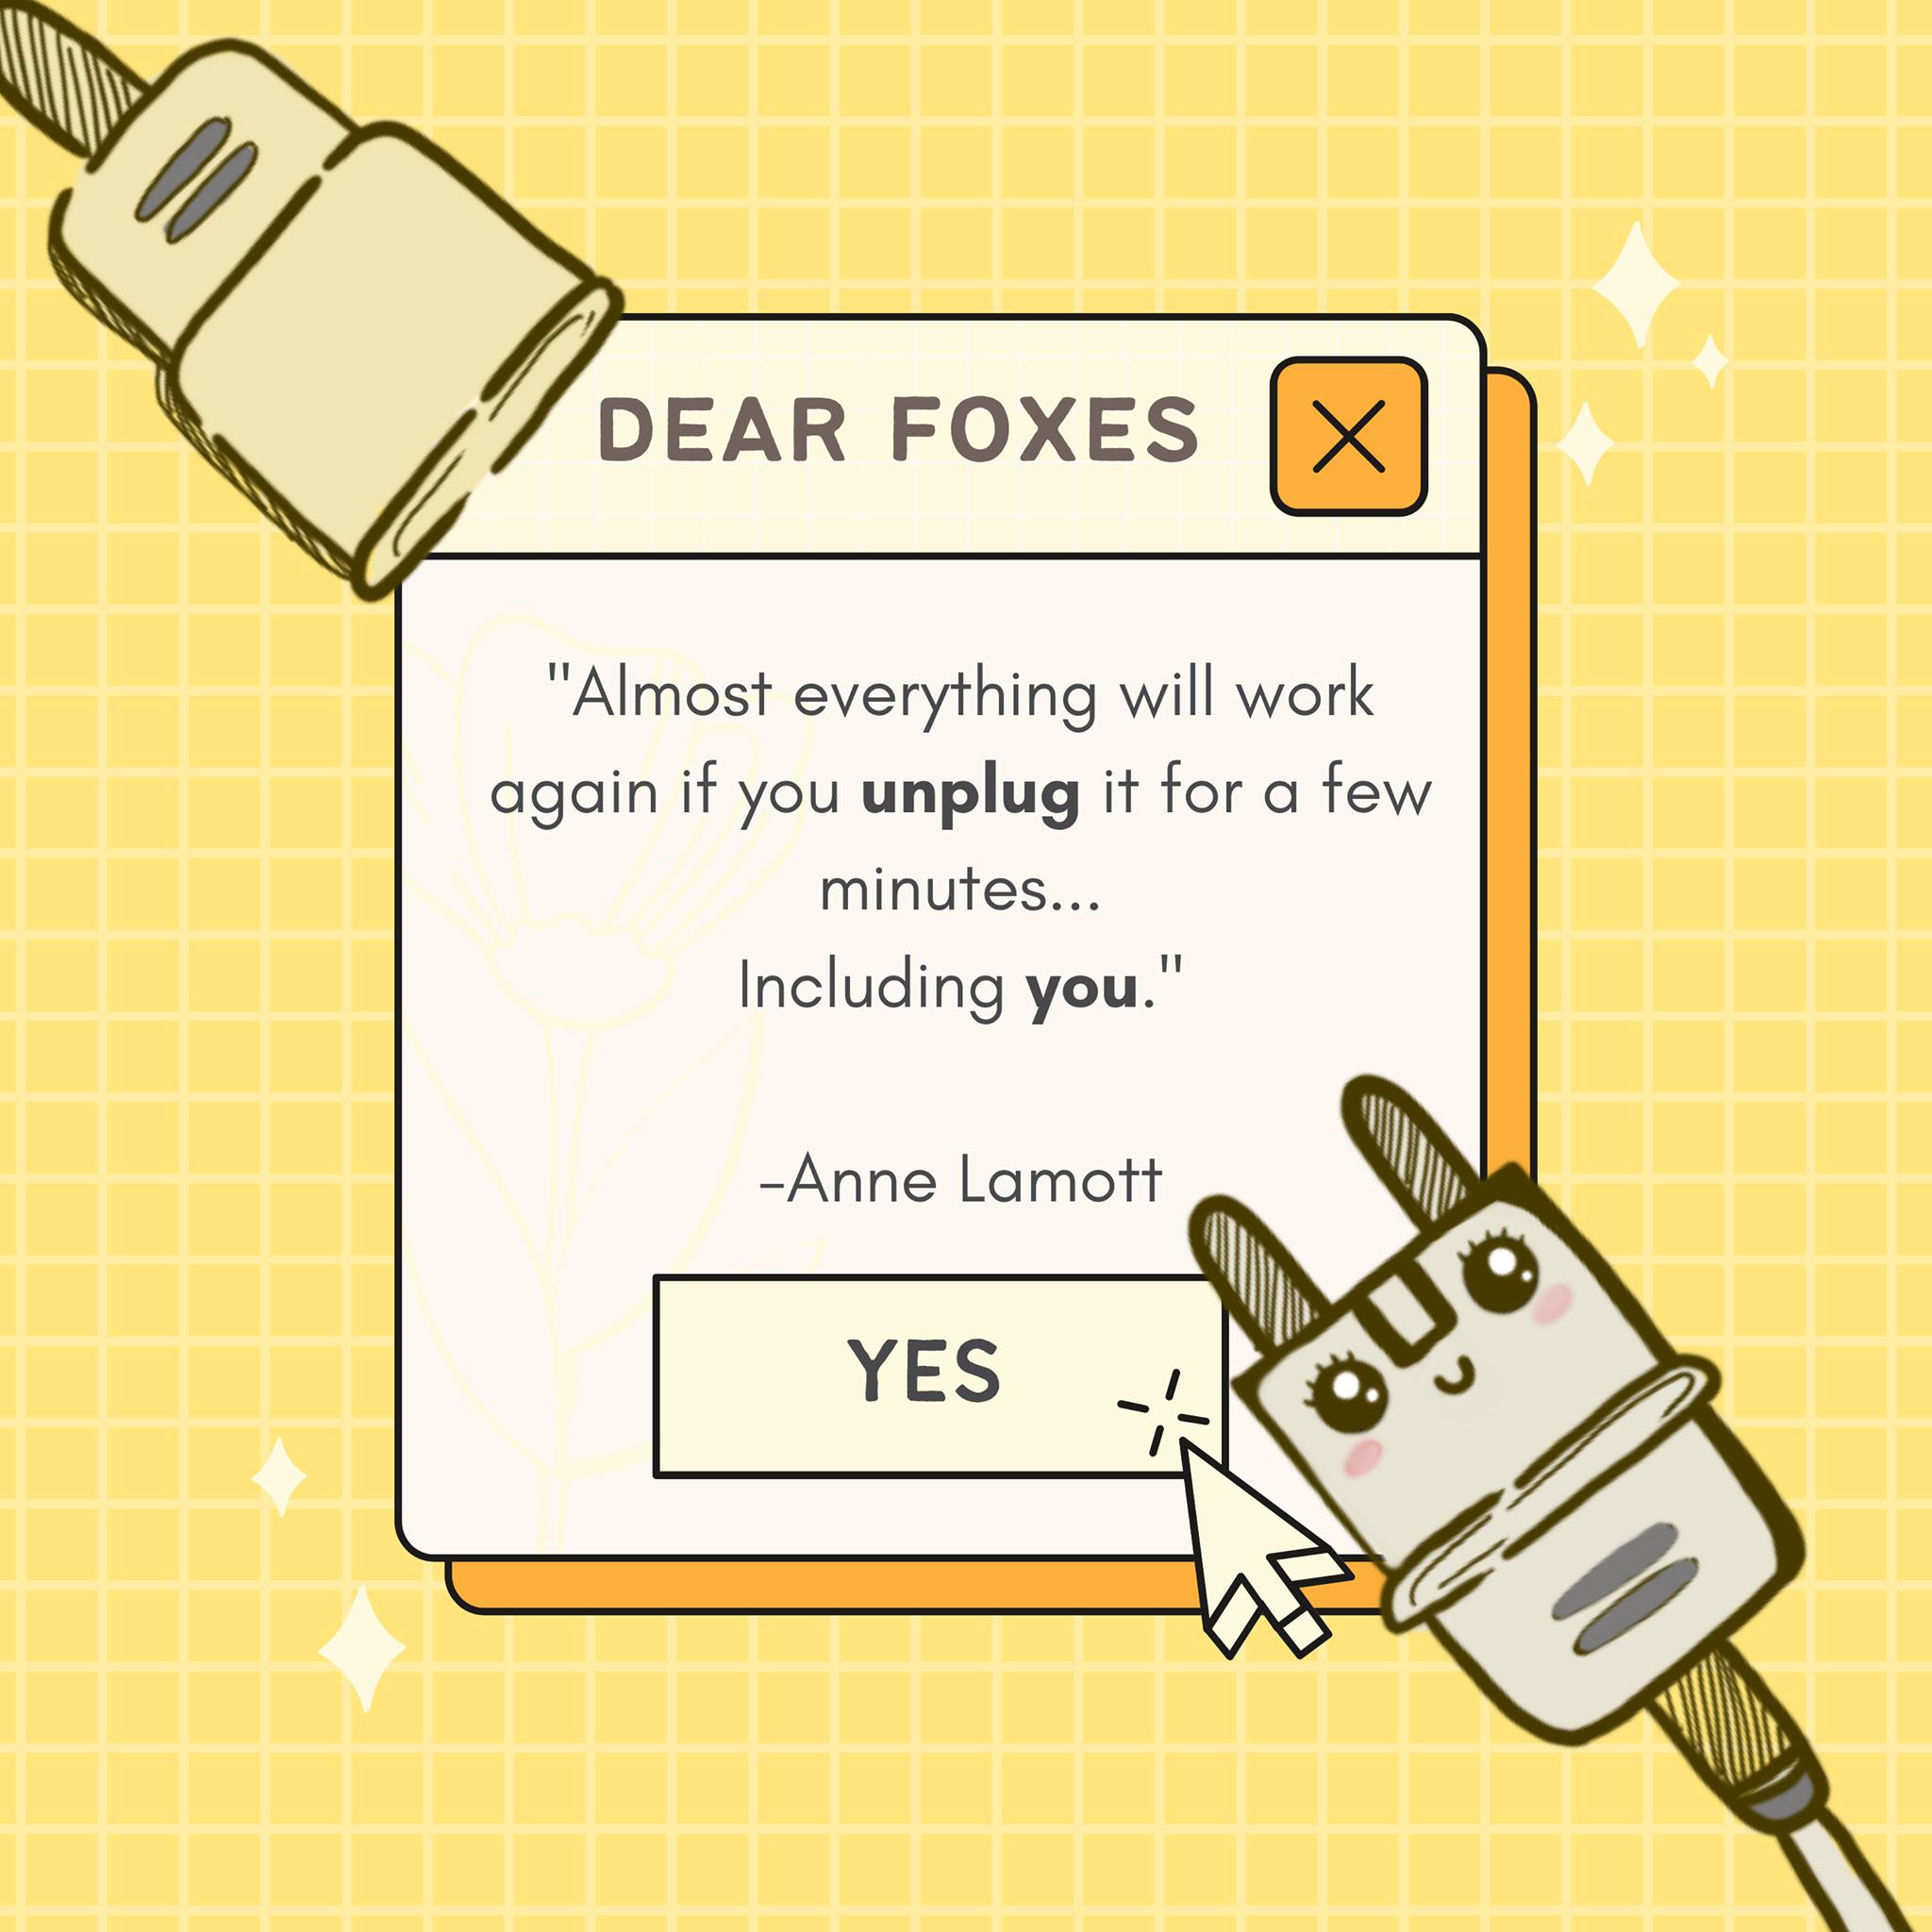 DEAR FOXES
"Almost everything will work
again if you unplug it for a few
minutes...
Including you."
–Anne Lamott
YES